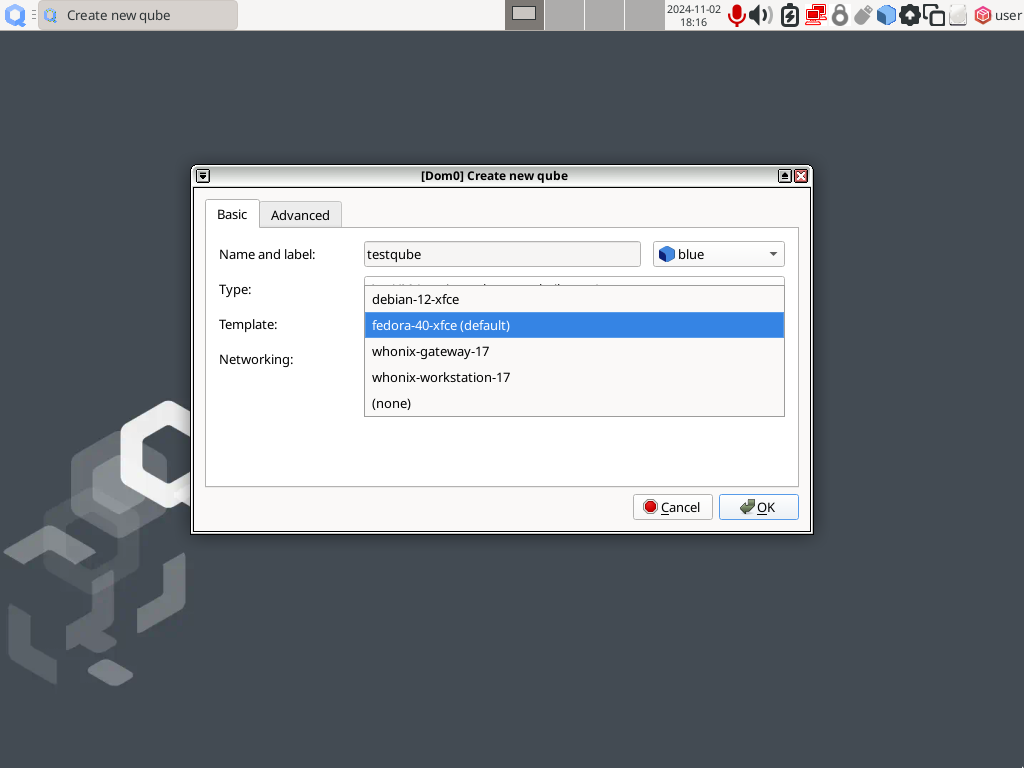 Create new qube
2024-11-02
18:16
user
[Dom0] Create new qube
Basic
Advanced
Name and label:
testqube
blue
Type:
Template:
debian-12-xfce
fedora-40-xfce (default)
whonix-gateway-17
Networking:
whonix-workstation-17
(none)
Cancel
OK